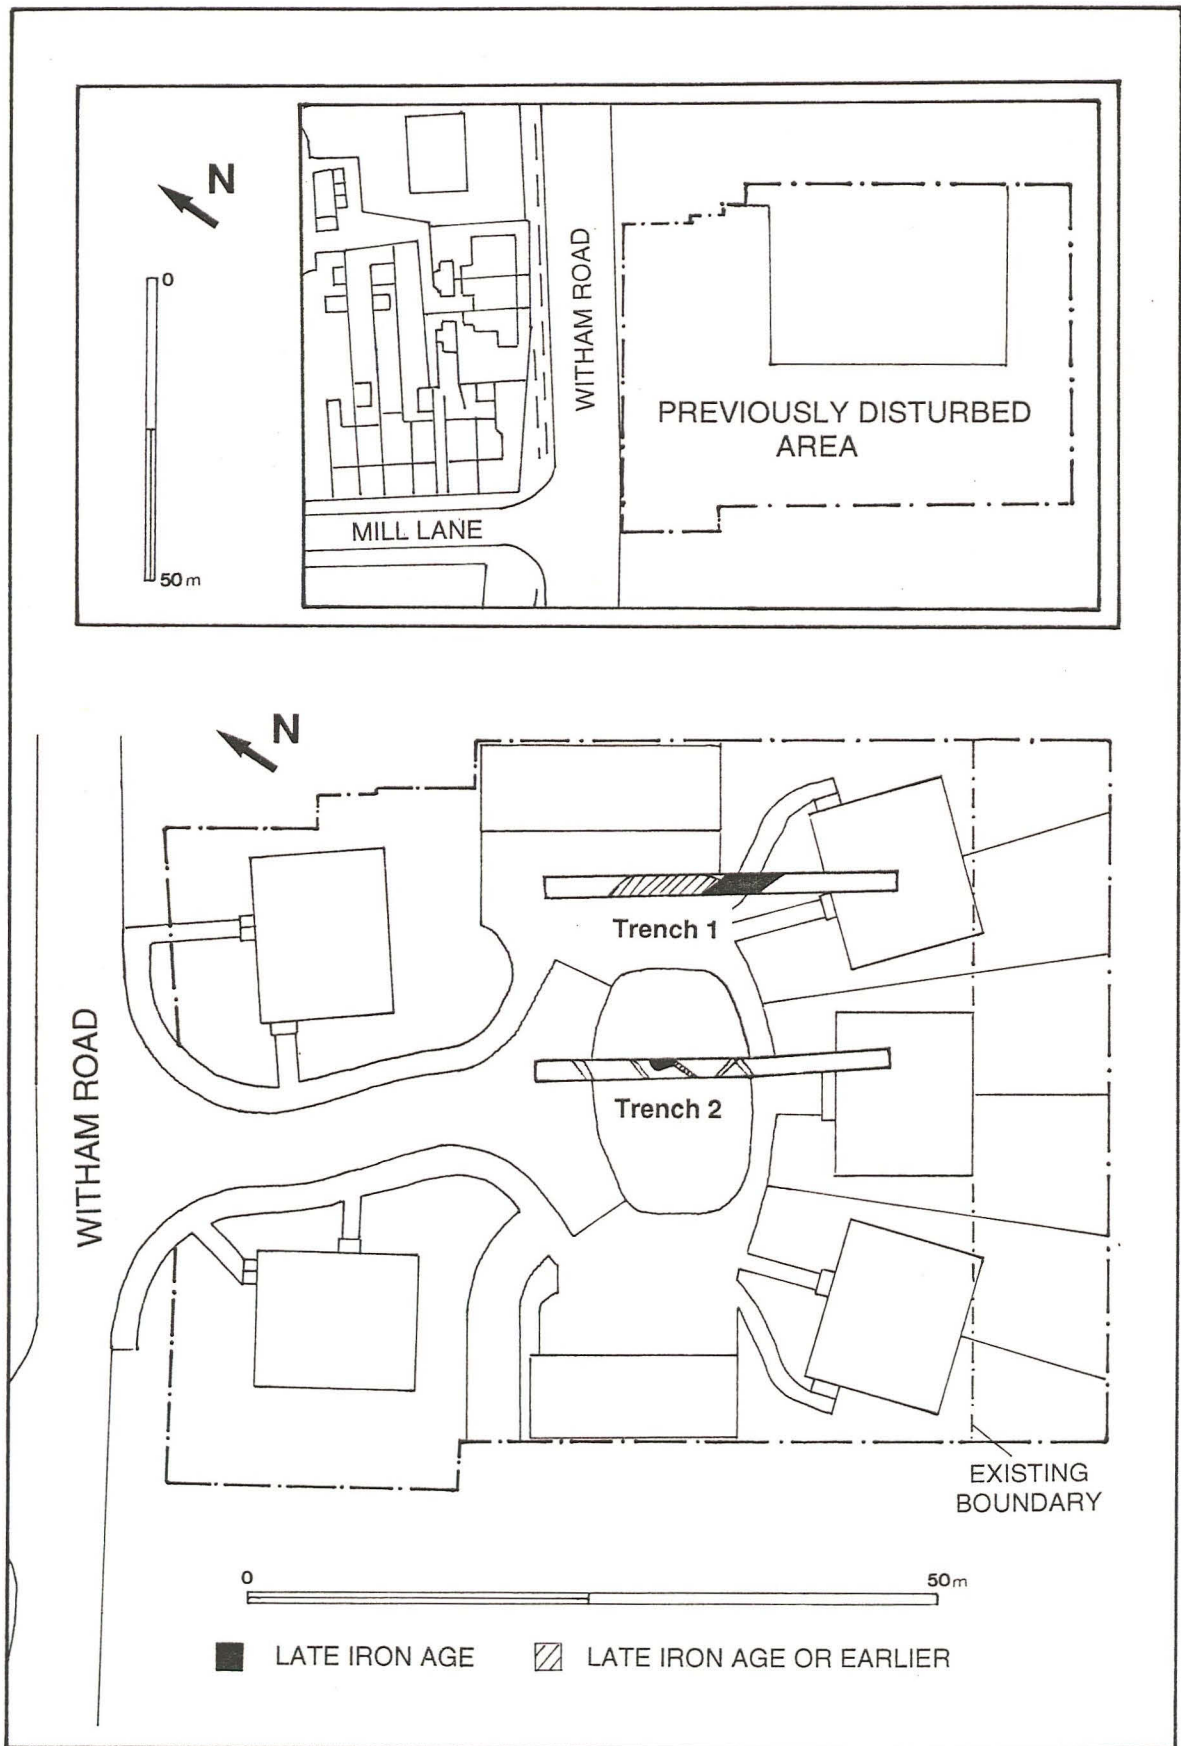 N
0
50m
WITHAM ROAD
PREVIOUSLY DISTURBED
AREA
MILL LANE
N
WITHAM ROAD
Trench 1
Trench 2
EXISTING
BOUNDARY
0
50m
LATE IRON AGE
LATE IRON AGE OR EARLIER